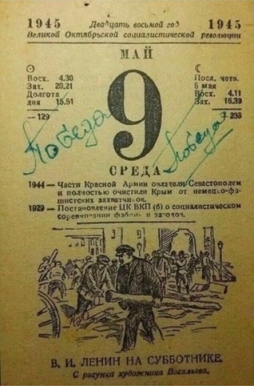 1945 Двадцать восьмой год 1945
Великой Октябрьской социалистической революции
МАЙ
Восх. 4.30
Зах. 20,21
Долгота
дня 15.51
— 129
9
Посл. четв.
5 мая
Восх. 4.11
Зах. 15.39
Победа
Победа
СРЕДА
1944— Части Красной Армии овладели Севастополем
и полностью очистили Крым от немецко-фа-
шистских захватчиков.
1929— Постановление ЦК ВКП (б) о социалистическом
соревновании фабрик и заводов.
В. И. ЛЕНИН НА СУББОТНИКЕ.
С рисунка художника Васильева.